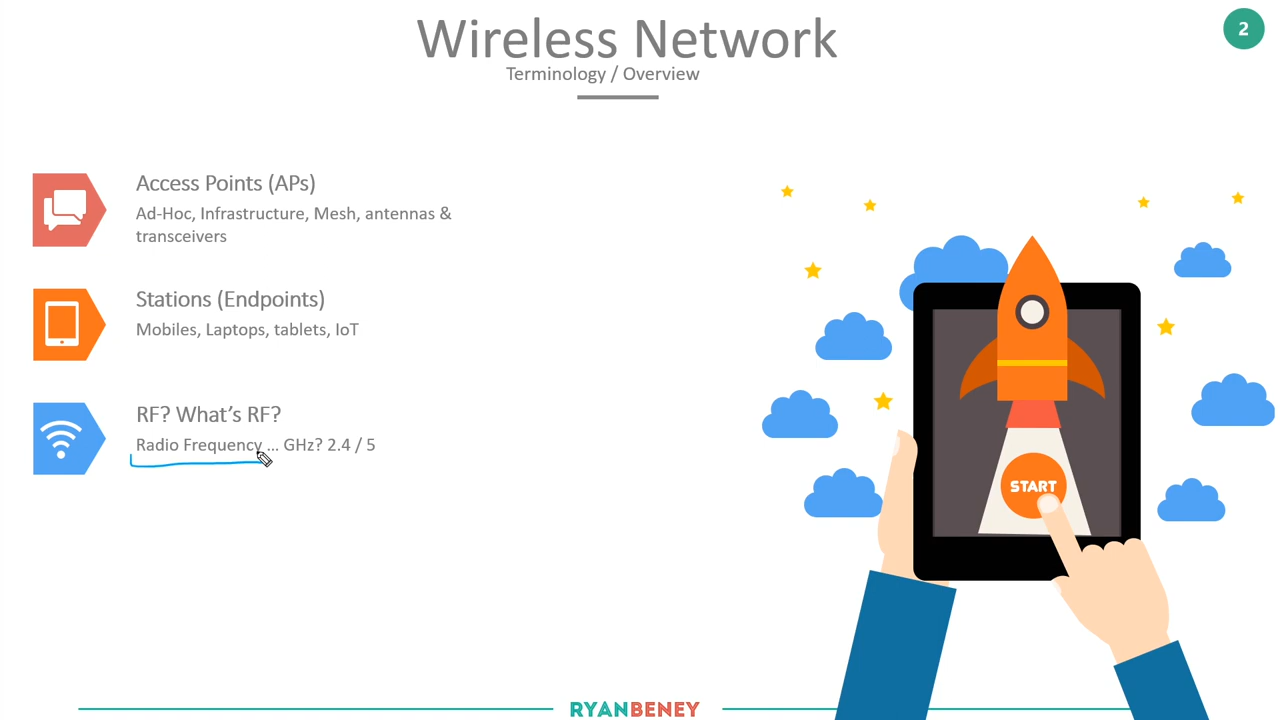 Wireless Network
2
Terminology / Overview
Access Points (APs)
Ad-Hoc, Infrastructure, Mesh, antennas &
transceivers
Stations (Endpoints)
Mobiles, Laptops, tablets, IoT
RF? What’s RF?
Radio Frequency ... GHz? 2.4 / 5
START
RYANBENEY